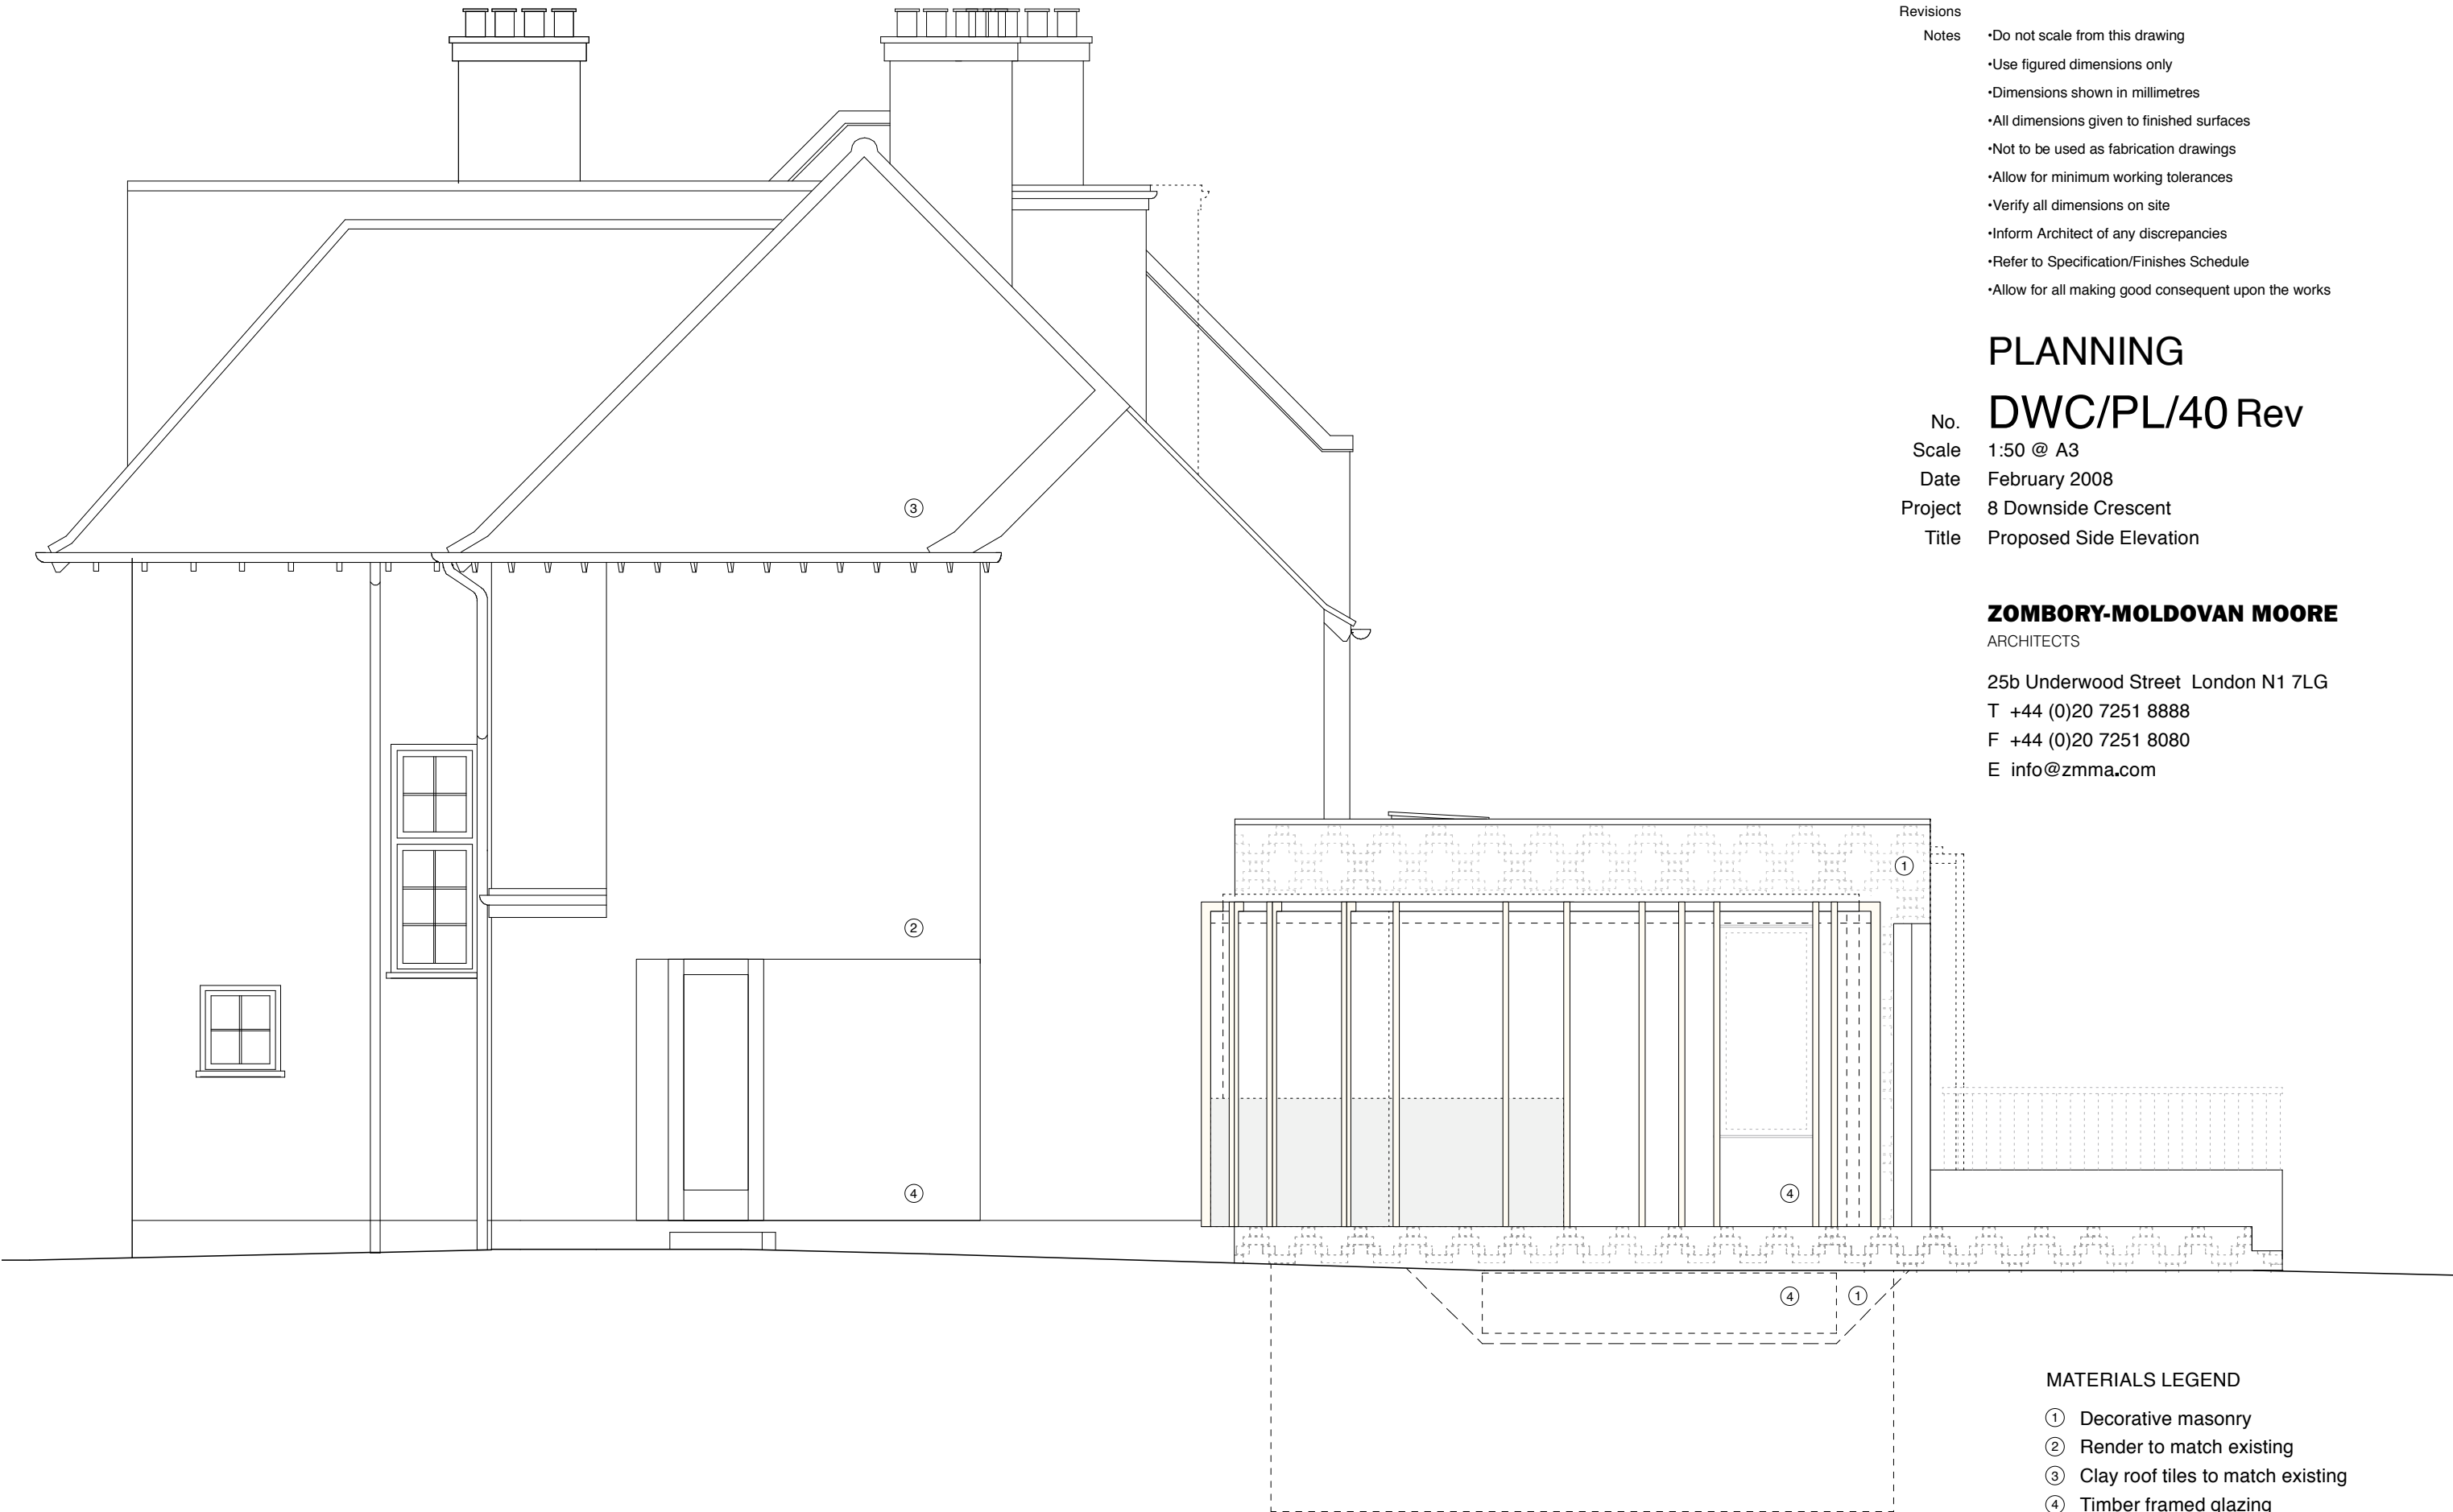 Revisions
Notes •Do not scale from this drawing
•Use figured dimensions only
•Dimensions shown in millimetres
•All dimensions given to finished surfaces
•Not to be used as fabrication drawings
•Allow for minimum working tolerances
•Verify all dimensions on site
•Inform Architect of any discrepancies
•Refer to Specification/Finishes Schedule
•Allow for all making good consequent upon the works
PLANNING
No. DWC/PL/40 Rev
Scale 1:50 @ A3
Date February 2008
Project 8 Downside Crescent
Title Proposed Side Elevation
ZOMBORY-MOLDOVAN MOORE
ARCHITECTS
25b Underwood Street London N1 7LG
T +44 (0)20 7251 8888
F +44 (0)20 7251 8080
E info@zmma.com
3
1
2
4
4
4
1
MATERIALS LEGEND
1 Decorative masonry
2 Render to match existing
3 Clay roof tiles to match existing
4 Timber framed glazing